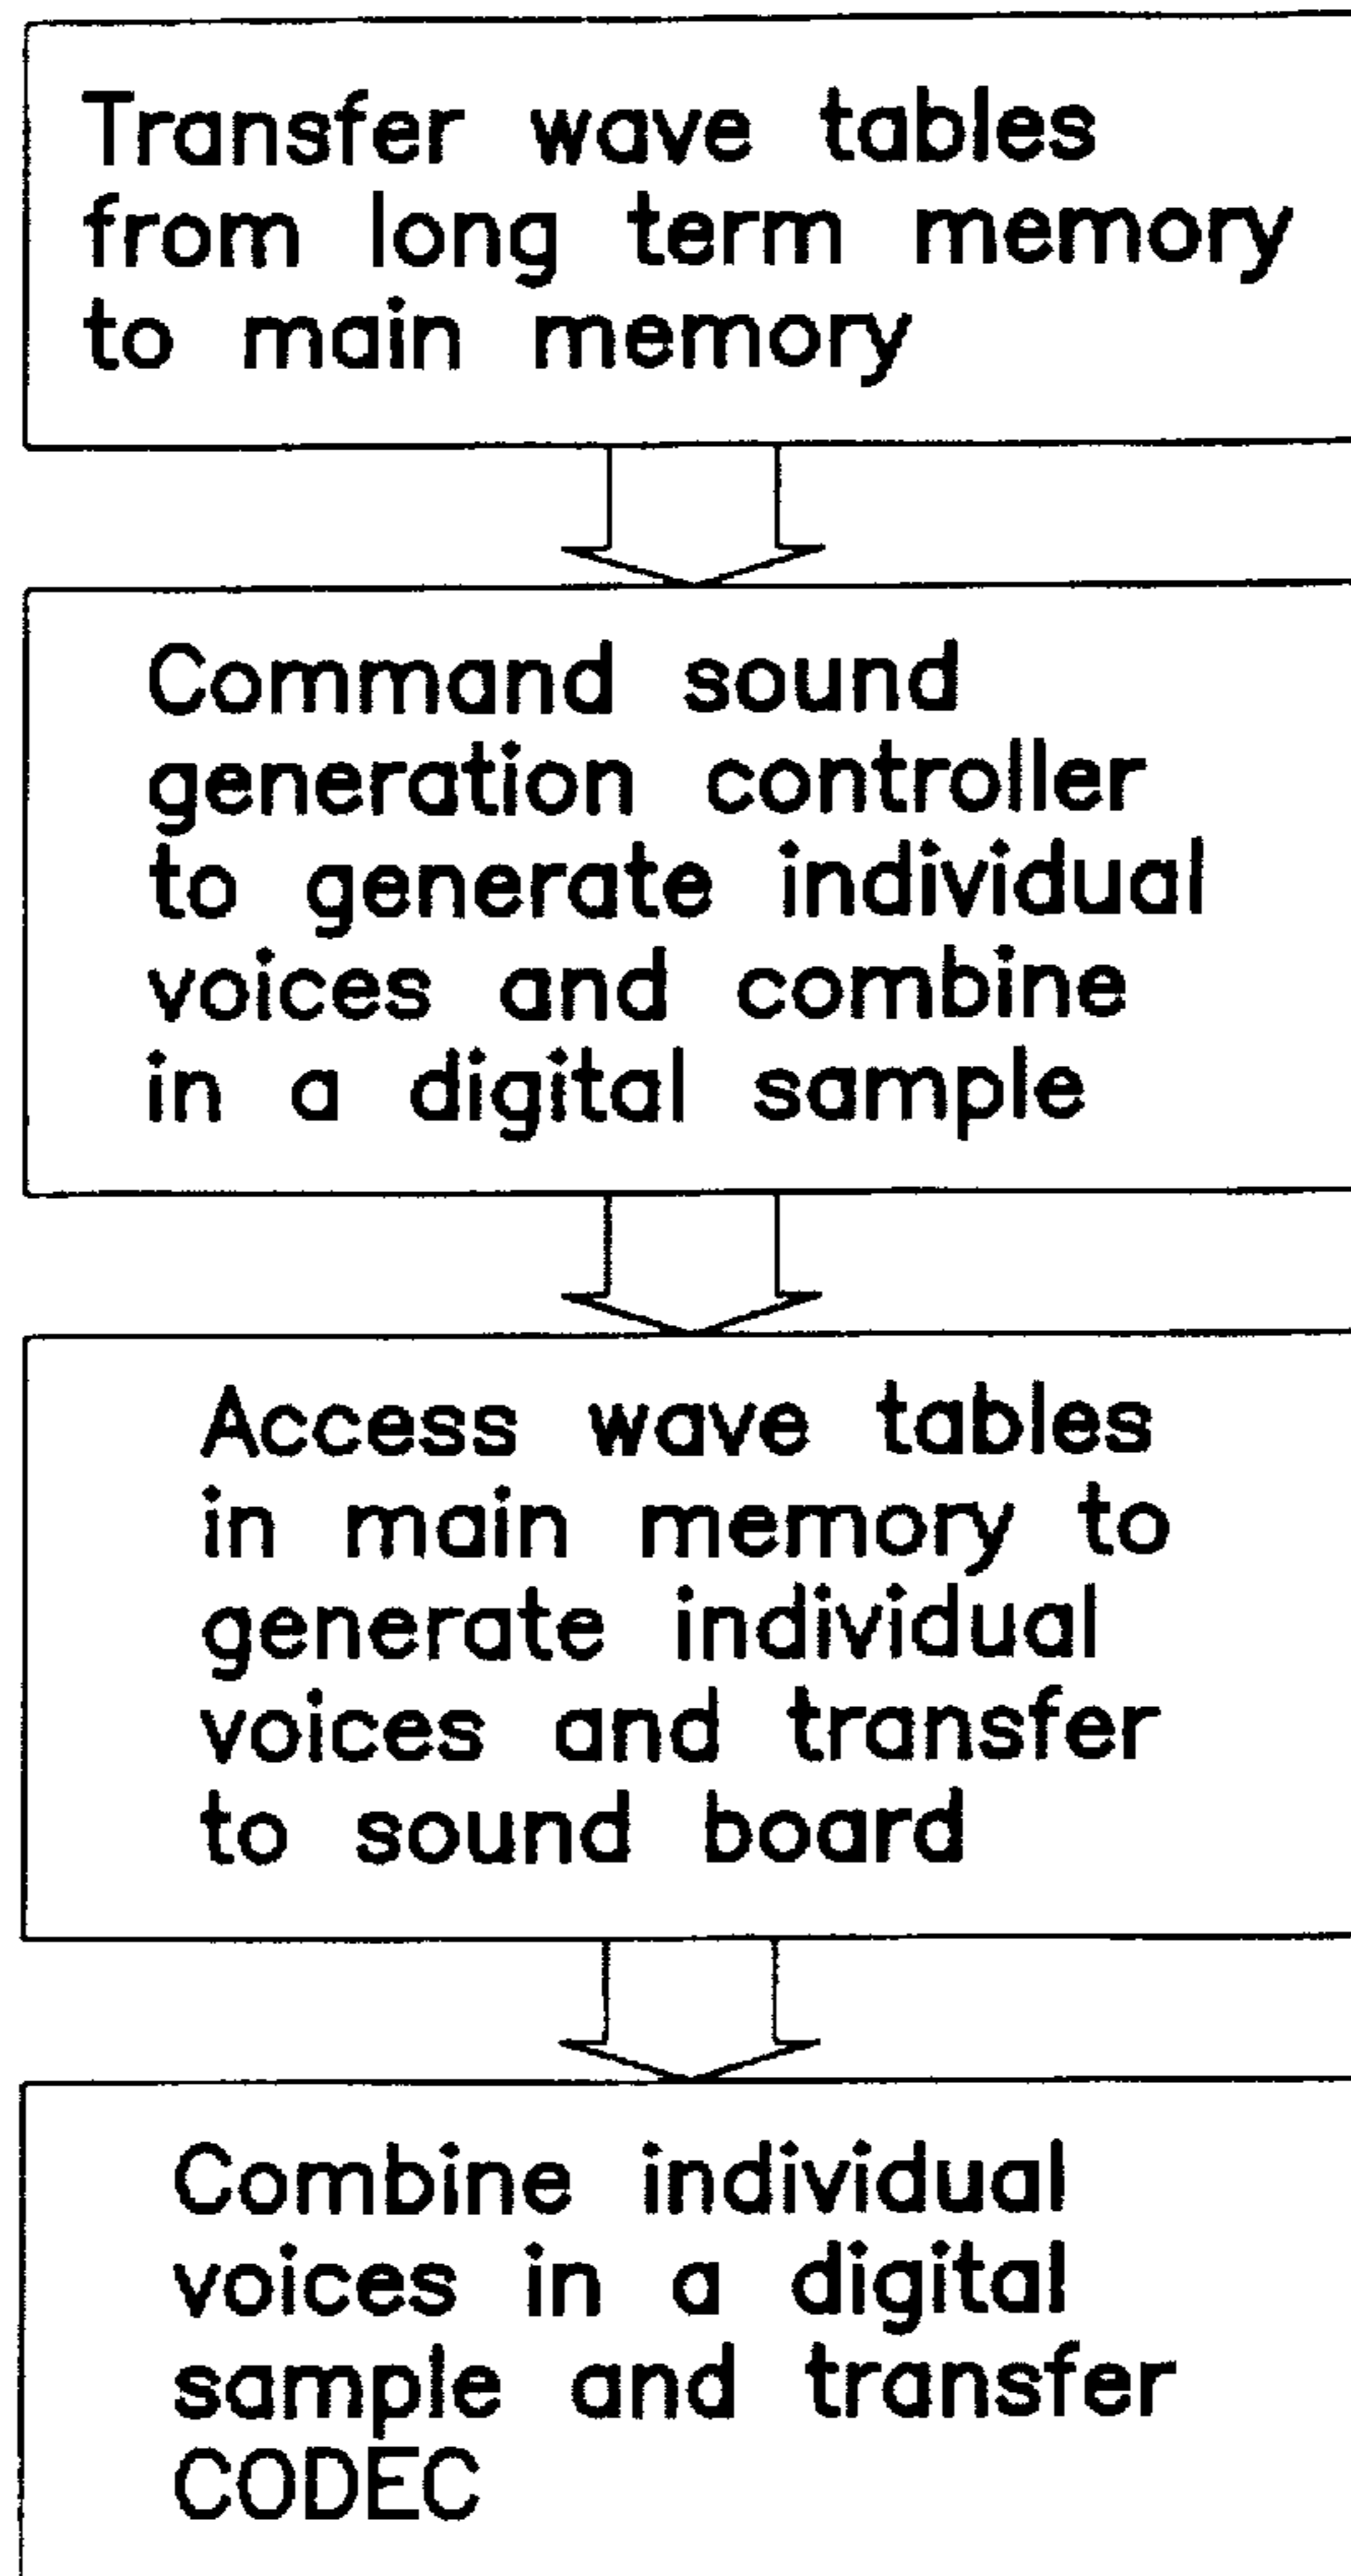 Transfer wave tables
from long term memory
to main memory
Command sound
generation controller
to generate individual
voices and combine
in a digital sample
Access wave tables
in main memory to
generate individual
voices and transfer
to sound board
Combine individual
voices in a digital
sample and transfer
CODEC